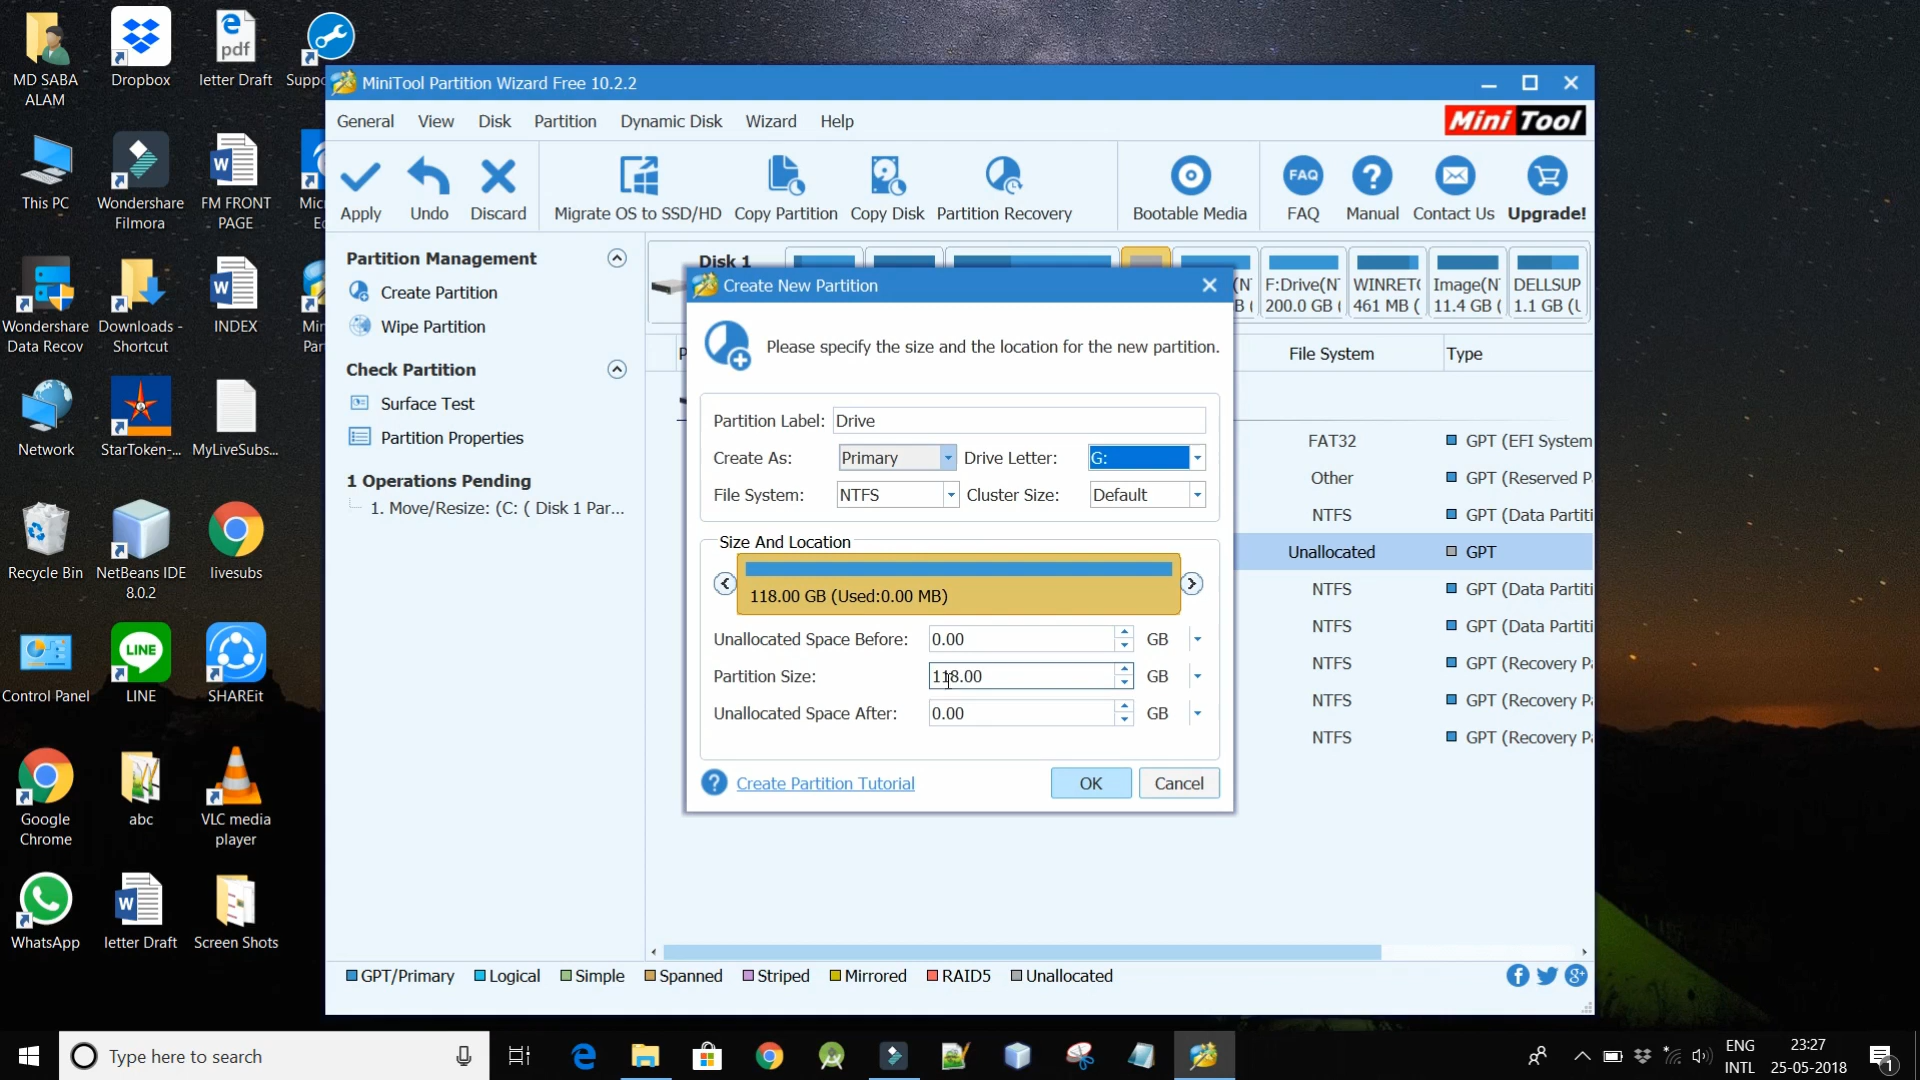 MD SABA
ALAM
Dropbox
pdf
letter Draft
This PC
Wondershare
Filmora
FM FRONT
PAGE
Wondershare
Data Recov
Downloads -
Shortcut
INDEX
Network
StarToken-...
MyLiveSubs...
Recycle Bin
NetBeans IDE
8.0.2
livesubs
Control Panel
LINE
LINE
SHAREit
Google
Chrome
abc
VLC media
player
WhatsApp
letter Draft
Screen Shots
MiniTool Partition Wizard Free 10.2.2
General View Disk Partition Dynamic Disk Wizard Help
Mini Tool
Apply Undo Discard Migrate OS to SSD/HD Copy Partition Copy Disk Partition Recovery Bootable Media FAQ FAQ Manual Contact Us Upgrade!
Partition Management
Create Partition
Wipe Partition
Check Partition
Surface Test
Partition Properties
1 Operations Pending
1. Move/Resize: (C: ( Disk 1 Par...
Disk 1
F:Drive(N
200.0 GB (
461 MB (
Image(N
11.4 GB (
DELLSUP
1.1 GB (
File System Type
FAT32 GPT (EFI System
Other GPT (Reserved P
NTFS GPT (Data Partiti
Unallocated GPT
NTFS GPT (Data Partiti
NTFS GPT (Data Partiti
NTFS GPT (Recovery Pa
NTFS GPT (Recovery Pa
NTFS GPT (Recovery Pa
Create New Partition
Please specify the size and the location for the new partition.
Partition Label: Drive
Create As: Primary Drive Letter: G:
File System: NTFS Cluster Size: Default
Size And Location
118.00 GB (Used:0.00 MB)
Unallocated Space Before: 0.00 GB
Partition Size: 118.00 GB
Unallocated Space After: 0.00 GB
Create Partition Tutorial OK Cancel
GPT/Primary Logical Simple Spanned Striped Mirrored RAID5 Unallocated
Type here to search
ENG
INTL
23:27
25-05-2018
1